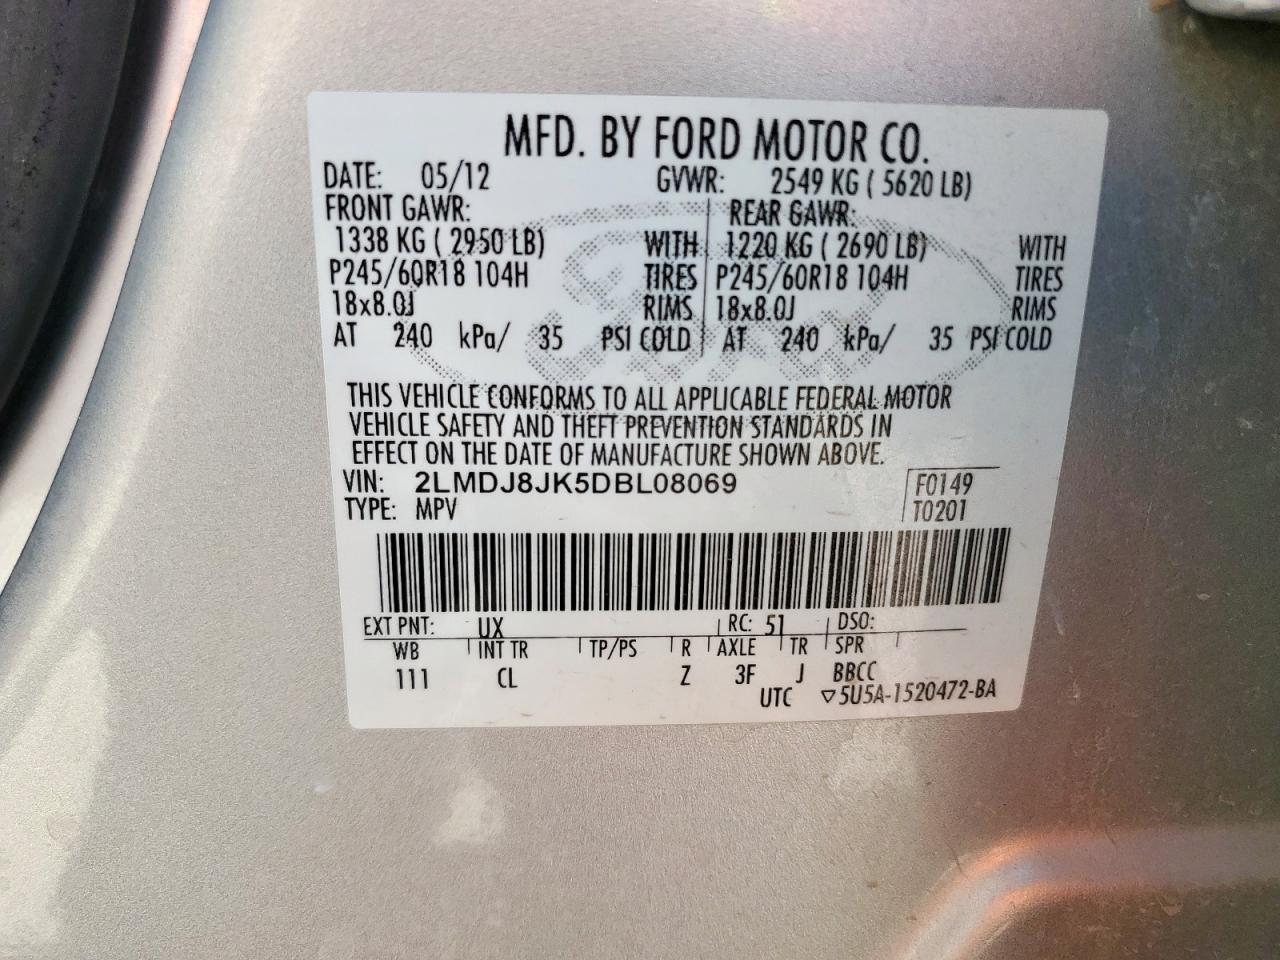 MFD. BY FORD MOTOR CO.
DATE: 05/12 GVWR: 2549 KG ( 5620 LB)
FRONT GAWR: REAR GAWR:
1338 KG ( 2950 LB) WITH 1220 KG ( 2690 LB) WITH
P245/60R18 104H TIRES P245/60R18 104H TIRES
18x8.0J RIMS 18x8.0J RIMS
AT 240 kPa/ 35 PSI COLD AT 240 kPa/ 35 PSI COLD
THIS VEHICLE CONFORMS TO ALL APPLICABLE FEDERAL MOTOR
VEHICLE SAFETY AND THEFT PREVENTION STANDARDS IN
EFFECT ON THE DATE OF MANUFACTURE SHOWN ABOVE.
VIN: 2LMDJ8JK5DBL08069 F0149
TYPE: MPV T0201
EXT PNT: UX RC: 51 DSO:
WB INT TR TP/PS R AXLE TR SPR
111 CL Z 3F J BBCC
UTC ▽5U5A-1520472-BA